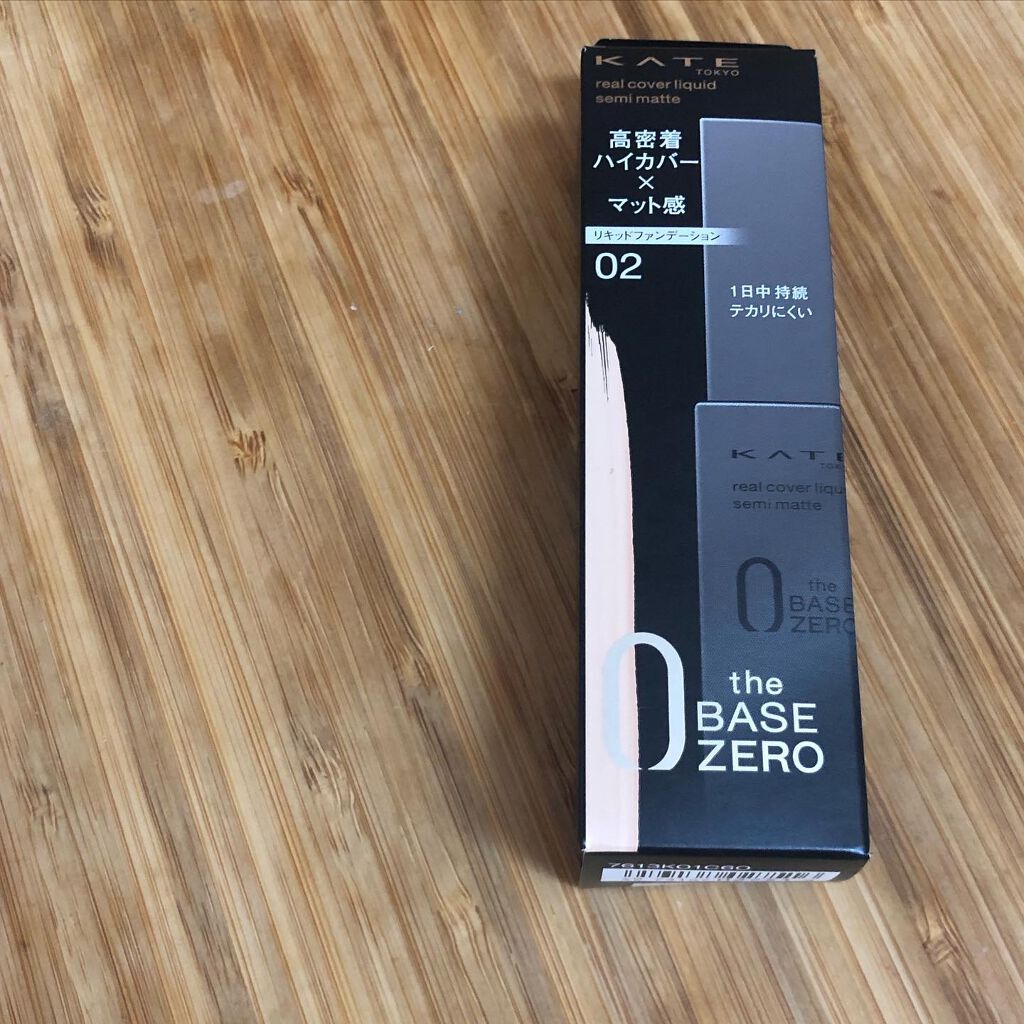 KATE
TOKYO
real cover liquid
semi matte
高密着
ハイカバー
×
マット感
リキッドファンデーション
02
1日中 持続
テカリにくい
KATE
real cover
semi matte
0 the
BASE
ZERO
0 the
BASE
ZERO